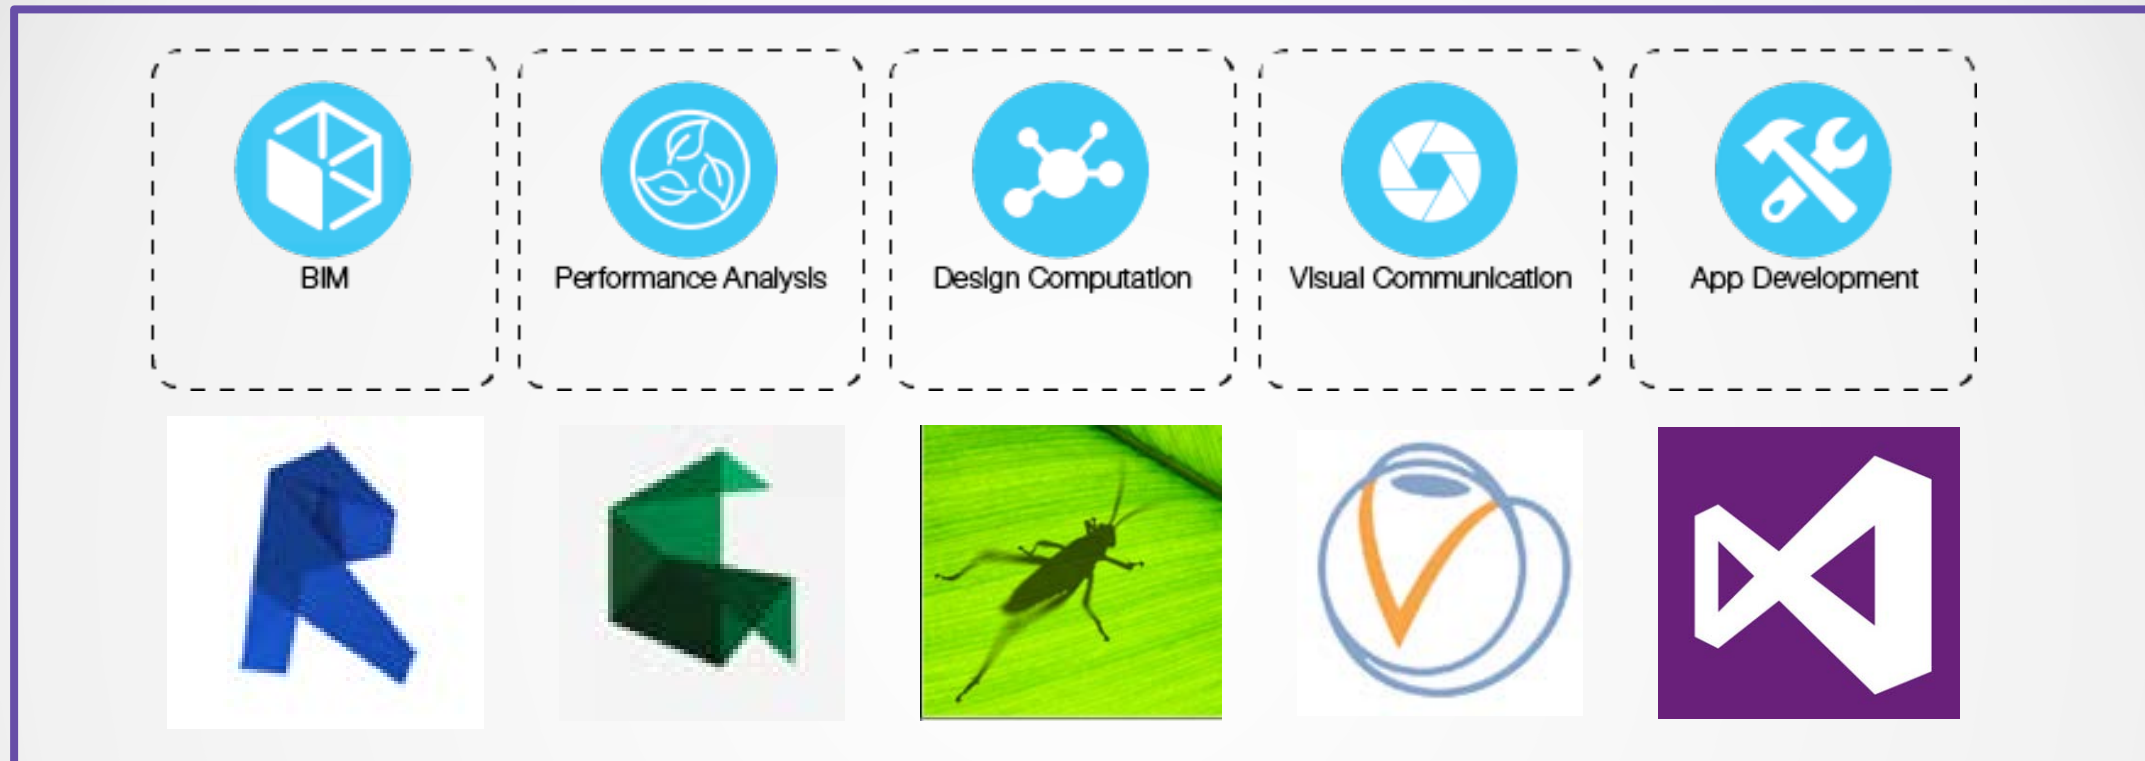 BIM
Performance Analysis
Design Computation
Visual Communication
App Development